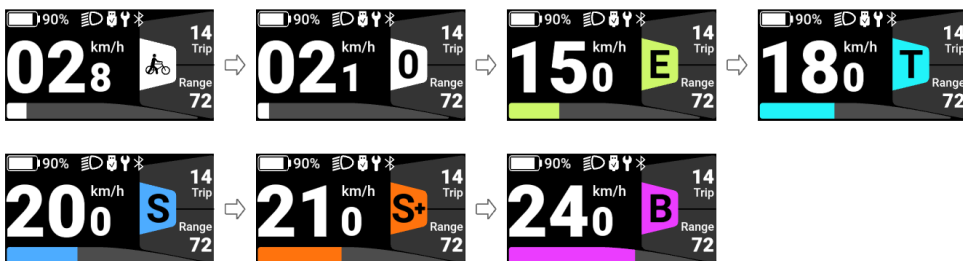 90%
14
Trip
02 8 km/h
Range
72
90%
14
Trip
02 1 km/h
0
Range
72
90%
14
Trip
15 0 km/h
E
Range
72
90%
14
Trip
18 0 km/h
T
Range
72
90%
14
Trip
20 0 km/h
S
Range
72
90%
14
Trip
21 0 km/h
S+
Range
72
90%
14
Trip
24 0 km/h
B
Range
72